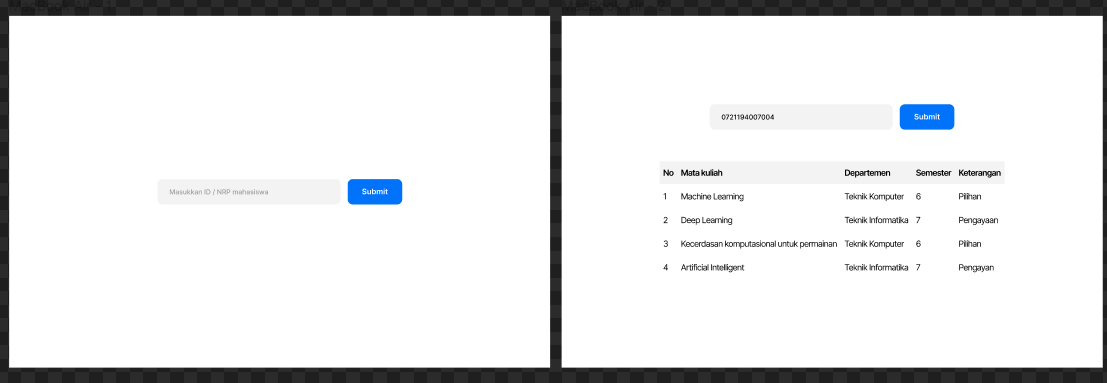 Masukkan ID / NRP mahasiswa Submit
0721194007004 Submit
No Mata kuliah Departemen Semester Keterangan
1 Machine Learning Teknik Komputer 6 Pilihan
2 Deep Learning Teknik Informatika 7 Pengayaan
3 Kecerdasan komputasional untuk permainan Teknik Komputer 6 Pilihan
4 Artificial Intelligent Teknik Informatika 7 Pengayan